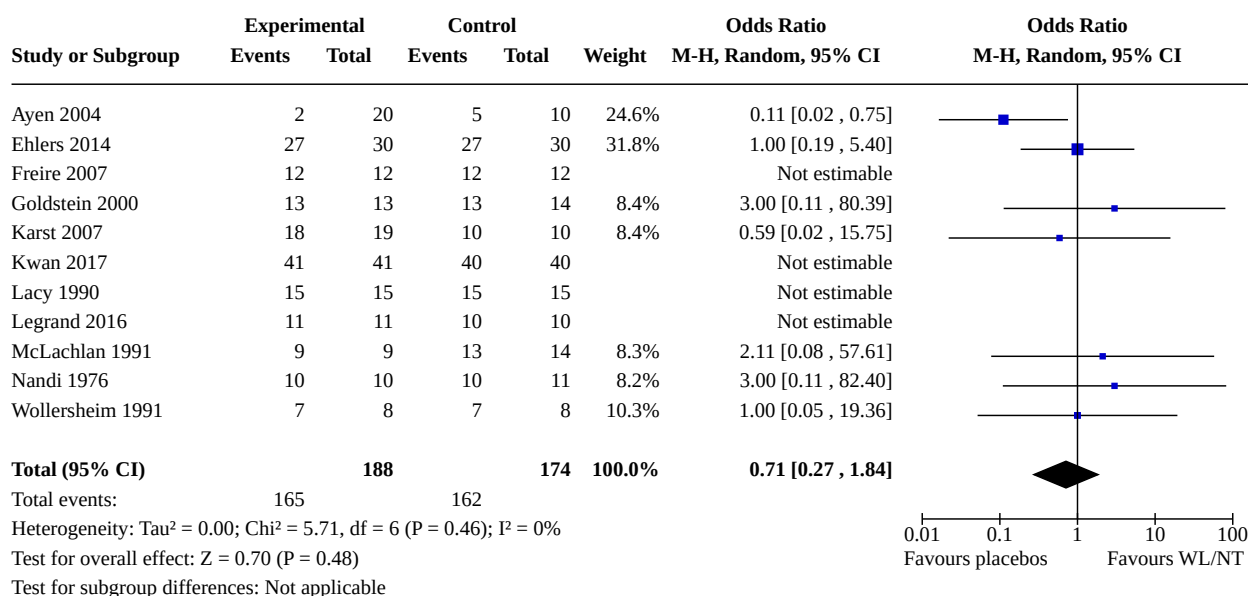 Experimental Control Odds Ratio Odds Ratio
Study or Subgroup Events Total Events Total Weight M-H, Random, 95% CI M-H, Random, 95% CI
Ayen 2004 2 20 5 10 24.6% 0.11 [0.02 , 0.75]
Ehlers 2014 27 30 27 30 31.8% 1.00 [0.19 , 5.40]
Freire 2007 12 12 12 12 Not estimable
Goldstein 2000 13 13 13 14 8.4% 3.00 [0.11 , 80.39]
Karst 2007 18 19 10 10 8.4% 0.59 [0.02 , 15.75]
Kwan 2017 41 41 40 40 Not estimable
Lacy 1990 15 15 15 15 Not estimable
Legrand 2016 11 11 10 10 Not estimable
McLachlan 1991 9 9 13 14 8.3% 2.11 [0.08 , 57.61]
Nandi 1976 10 10 10 11 8.2% 3.00 [0.11 , 82.40]
Wollersheim 1991 7 8 7 8 10.3% 1.00 [0.05 , 19.36]
Total (95% CI) 188 174 100.0% 0.71 [0.27 , 1.84]
Total events: 165 162
Heterogeneity: Tau² = 0.00; Chi² = 5.71, df = 6 (P = 0.46); I² = 0%
Test for overall effect: Z = 0.70 (P = 0.48)
Test for subgroup differences: Not applicable
0.01 0.1 1 10 100
Favours placebos Favours WL/NT